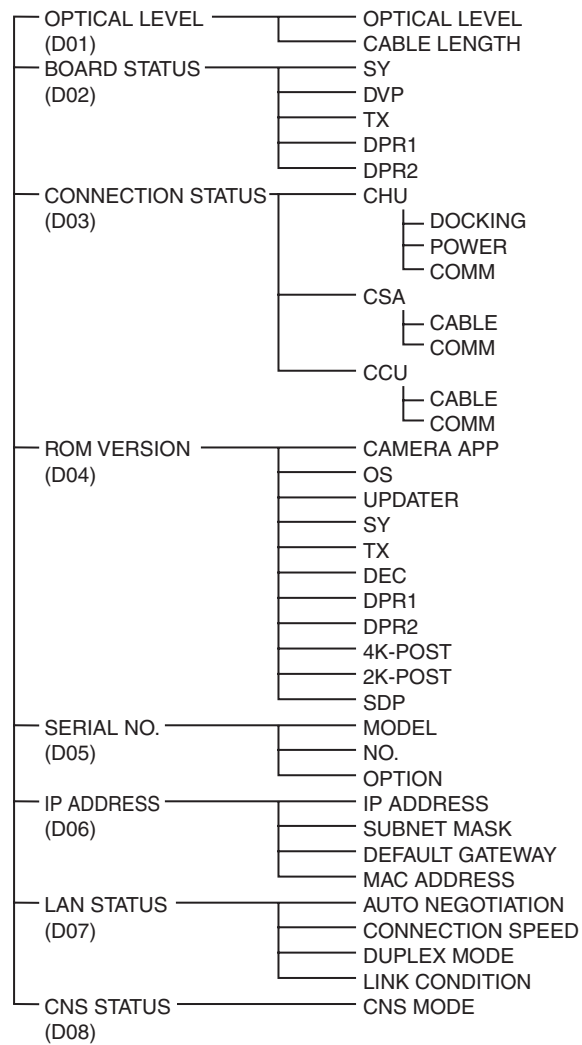 OPTICAL LEVEL OPTICAL LEVEL
(D01) CABLE LENGTH
BOARD STATUS SY
(D02) DVP
TX
DPR1
DPR2
CONNECTION STATUS CHU
(D03) DOCKING
POWER
COMM
CSA
CABLE
COMM
CCU
CABLE
COMM
ROM VERSION CAMERA APP
(D04) OS
UPDATER
SY
TX
DEC
DPR1
DPR2
4K-POST
2K-POST
SDP
SERIAL NO. MODEL
(D05) NO.
OPTION
IP ADDRESS IP ADDRESS
(D06) SUBNET MASK
DEFAULT GATEWAY
MAC ADDRESS
LAN STATUS AUTO NEGOTIATION
(D07) CONNECTION SPEED
DUPLEX MODE
LINK CONDITION
CNS STATUS CNS MODE
(D08)